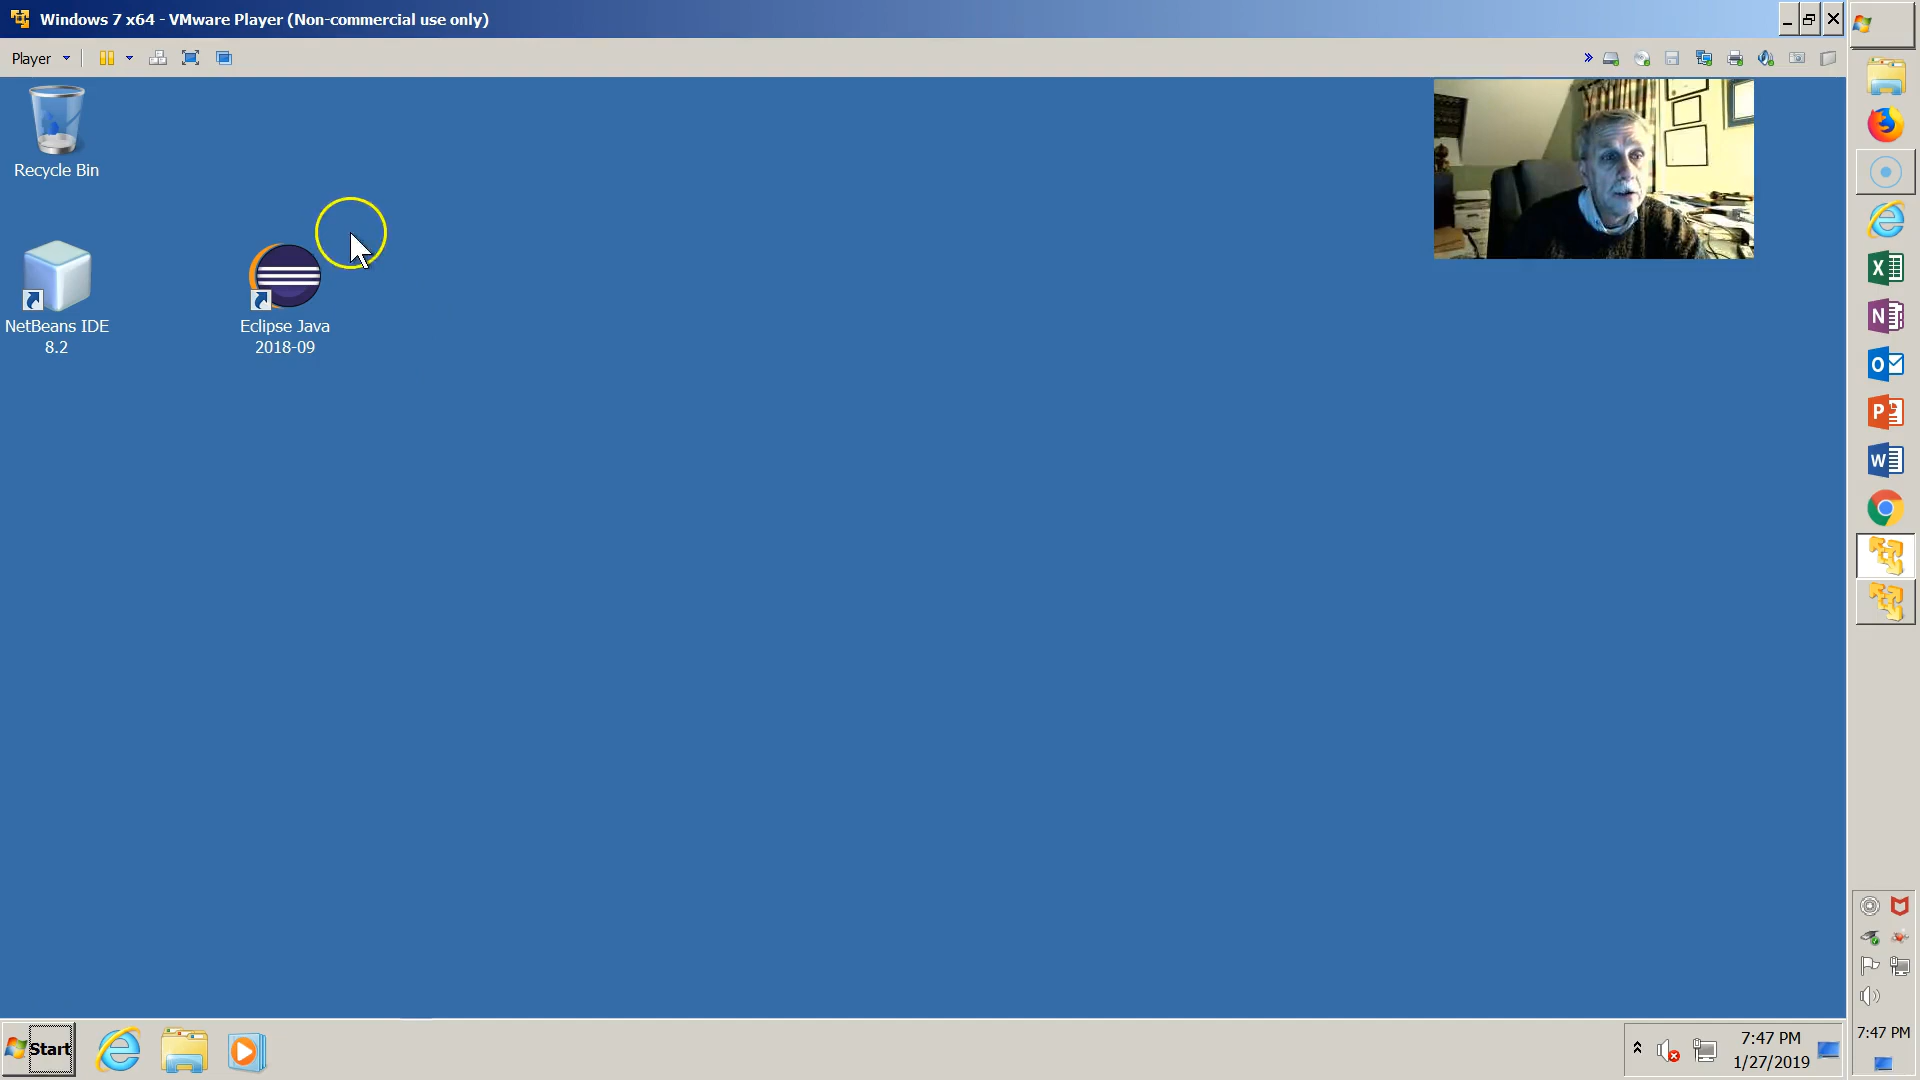 Windows 7 x64 - VMware Player (Non-commercial use only)
Player
Recycle Bin
NetBeans IDE
8.2
Eclipse Java
2018-09
Start
7:47 PM
1/27/2019
7:47 PM